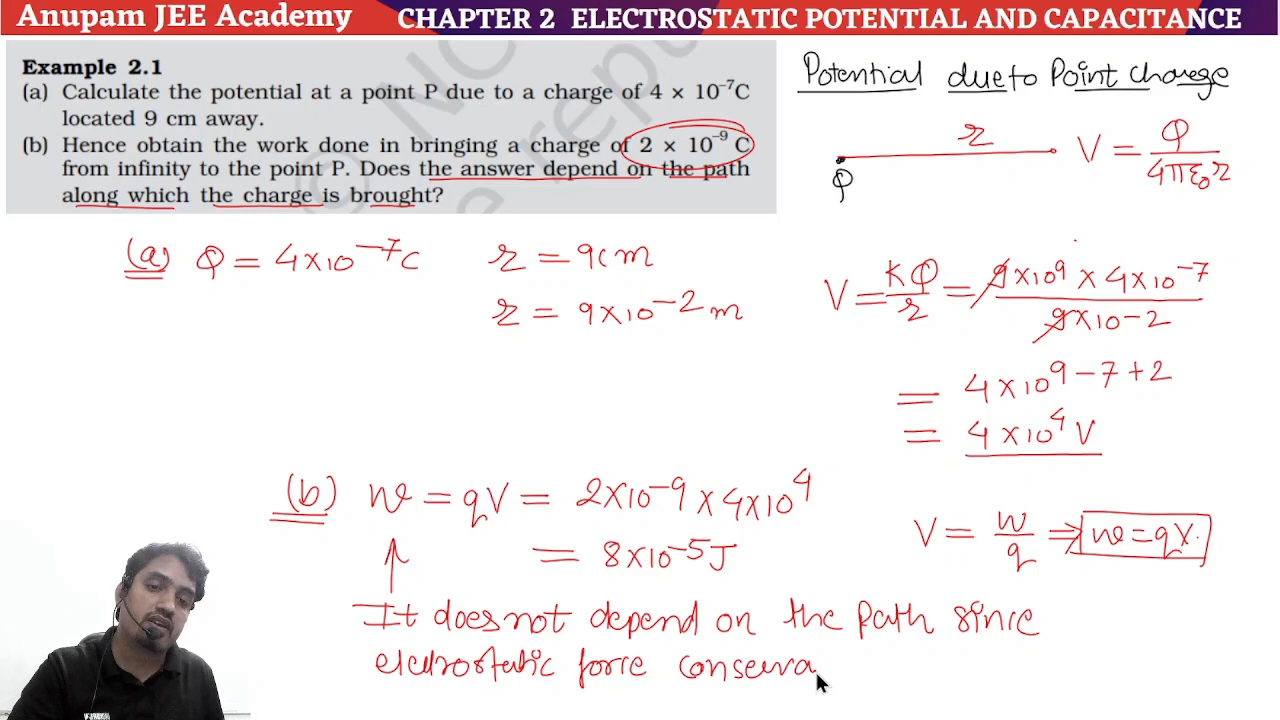 Anupam JEE Academy
CHAPTER 2 ELECTROSTATIC POTENTIAL AND CAPACITANCE
Example 2.1
(a) Calculate the potential at a point P due to a charge of 4 × 10⁻⁷C
located 9 cm away.
(b) Hence obtain the work done in bringing a charge of 2 × 10⁻⁹ C
from infinity to the point P. Does the answer depend on the path
along which the charge is brought?
Potential due to Point charge
r
V = Q/4πε₀r
Q
(a) Q = 4×10⁻⁷C
r = 9cm
r = 9×10⁻²m
V = KQ/r = 9×10⁹ × 4×10⁻⁷ / 9×10-2
= 4×10⁹⁻⁷⁺²
= 4×10⁴ V
(b) W = qV = 2×10⁻⁹ × 4×10⁴
= 8×10⁻⁵J
V = W/q ⇒ W = qV.
It does not depend on the Path since
electrostatic force conserva